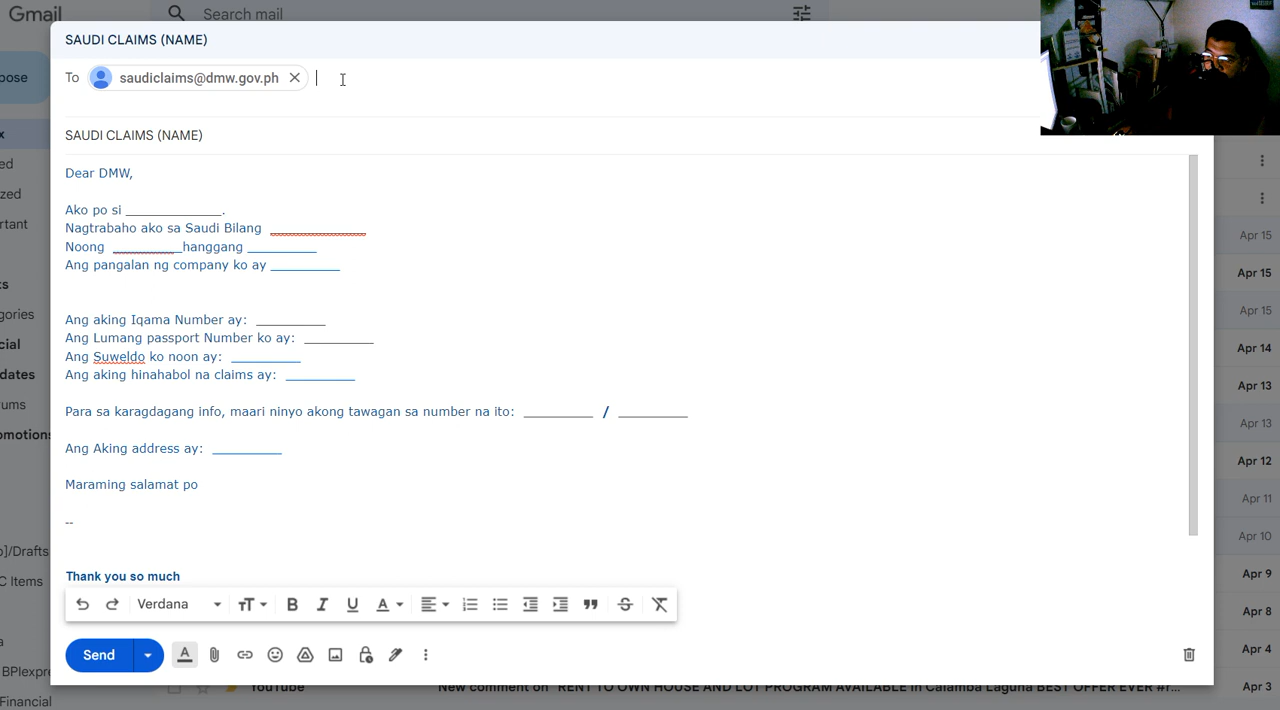 Gmail
Search mail
SAUDI CLAIMS (NAME)
To saudiclaims@dmw.gov.ph
SAUDI CLAIMS (NAME)
Dear DMW,
Ako po si ______________.
Nagtrabaho ako sa Saudi Bilang ______________
Noong __________hanggang __________
Ang pangalan ng company ko ay __________
Ang aking Iqama Number ay: __________
Ang Lumang passport Number ko ay: __________
Ang Suweldo ko noon ay: __________
Ang aking hinahabol na claims ay: __________
Para sa karagdagang info, maari ninyo akong tawagan sa number na ito: __________ / __________
Ang Aking address ay: __________
Maraming salamat po
--
Thank you so much
Verdana
Send
pose
x
ed
zed
rtant
ts
gories
cial
dates
ums
omotions
]/Drafts
C Items
a
BPIexpre
Financial
Apr 15
Apr 15
Apr 15
Apr 14
Apr 13
Apr 13
Apr 12
Apr 11
Apr 10
Apr 9
Apr 8
Apr 4
YouTube
New comment on "RENT TO OWN HOUSE AND LOT PROGRAM AVAILABLE in Calamba Laguna BEST OFFER EVER #r...
Apr 3